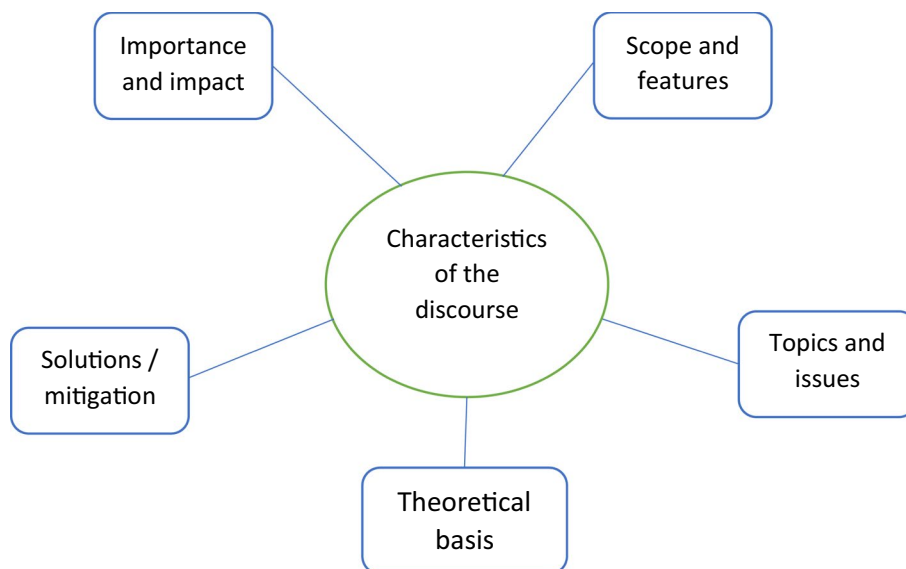 Importance
and impact
Scope and
features
Characteristics
of the
discourse
Solutions /
mitigation
Topics and
issues
Theoretical
basis